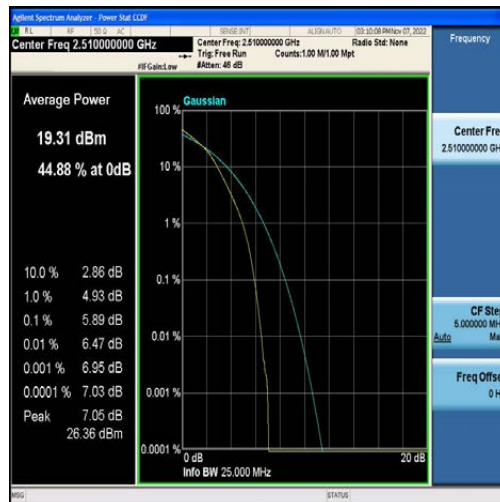 Agilent Spectrum Analyzer - Power Stat CCDF
RL RF 50 Ω AC SENSE:INT ALIGNAUTO 03:10:08 PM Nov 07, 2022
Center Freq 2.510000000 GHz
Center Freq: 2.510000000 GHz Radio Std: None
Trig: Free Run Counts:1.00 M/1.00 Mpt
#IFGain:Low #Atten: 46 dB
Frequency
Average Power
19.31 dBm
44.88 % at 0dB
10.0 % 2.86 dB
1.0 % 4.93 dB
0.1 % 5.89 dB
0.01 % 6.47 dB
0.001 % 6.95 dB
0.0001 % 7.03 dB
Peak 7.05 dB
26.36 dBm
Gaussian
100 %
10 %
1 %
0.1 %
0.01 %
0.001 %
0.0001 %
0 dB 20 dB
Info BW 25.000 MHz
Center Fre
2.510000000 GH
CF Ste
5.000000 MH
Auto Ma
Freq Offse
0 H
MSG STATUS